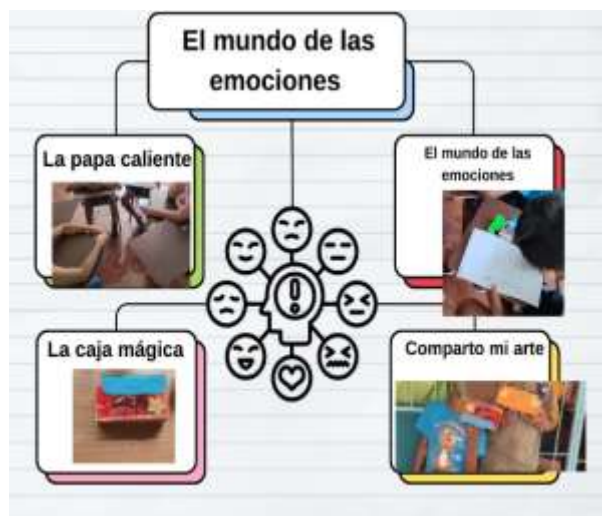 El mundo de las
emociones
La papa caliente
El mundo de las
emociones
La caja mágica
Comparto mi arte